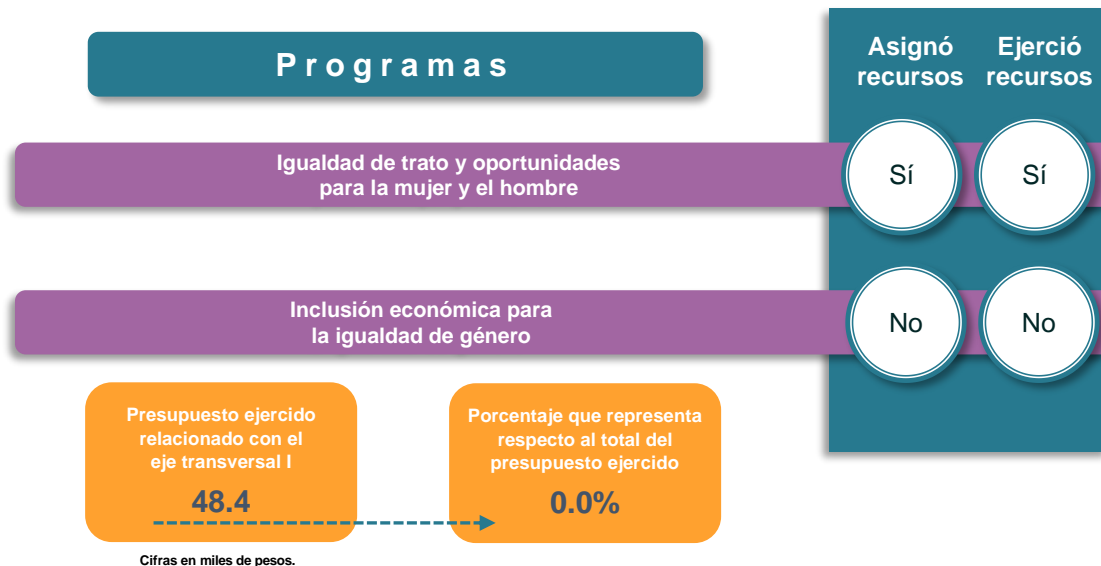 Programas
Asignó
recursos
Ejerció
recursos
Igualdad de trato y oportunidades
para la mujer y el hombre
Sí
Sí
Inclusión económica para
la igualdad de género
No
No
Presupuesto ejercido
relacionado con el
eje transversal I
48.4
Porcentaje que representa
respecto al total del
presupuesto ejercido
0.0%
Cifras en miles de pesos.